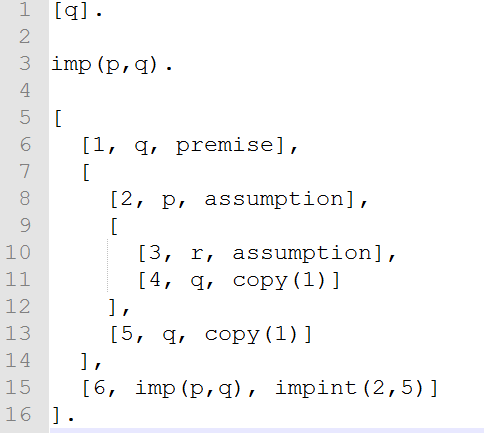 1 [q].
2
3 imp(p,q).
4
5 [
6   [1, q, premise],
7   [
8     [2, p, assumption],
9     [
10       [3, r, assumption],
11       [4, q, copy(1)]
12     ],
13     [5, q, copy(1)]
14   ],
15   [6, imp(p,q), impint(2,5)]
16 ].